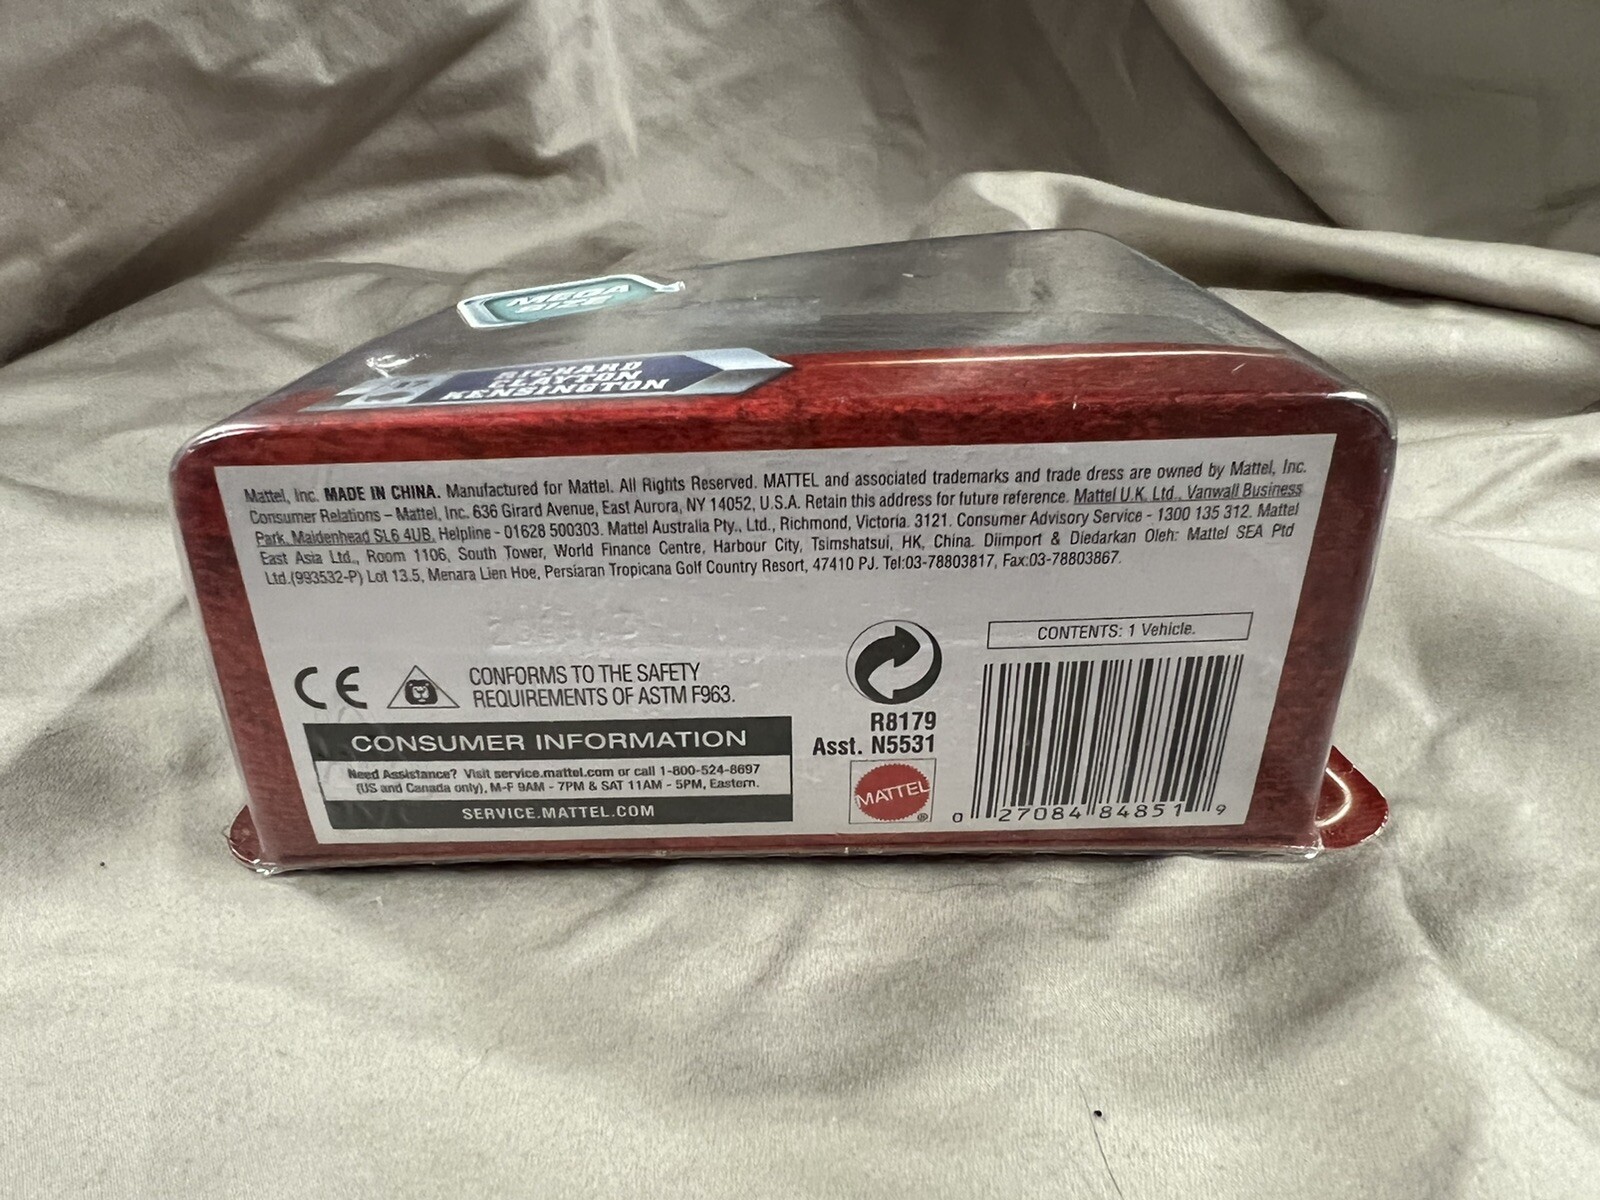 MEGA
SIZE
RICHARD
CLAYTON
KENSINGTON
Mattel, Inc. MADE IN CHINA. Manufactured for Mattel. All Rights Reserved. MATTEL and associated trademarks and trade dress are owned by Mattel, Inc.
Consumer Relations – Mattel, Inc. 636 Girard Avenue, East Aurora, NY 14052, U.S.A. Retain this address for future reference. Mattel U.K. Ltd., Vanwall Business
Park, Maidenhead SL6 4UB. Helpline - 01628 500303. Mattel Australia Pty., Ltd., Richmond, Victoria. 3121. Consumer Advisory Service - 1300 135 312. Mattel
East Asia Ltd., Room 1106, South Tower, World Finance Centre, Harbour City, Tsimshatsui, HK, China. Diimport & Diedarkan Oleh: Mattel SEA Ptd
Ltd.(993532-P) Lot 13.5, Menara Lien Hoe, Persiaran Tropicana Golf Country Resort, 47410 PJ. Tel:03-78803817, Fax:03-78803867.
CONTENTS: 1 Vehicle.
CE
CONFORMS TO THE SAFETY
REQUIREMENTS OF ASTM F963.
R8179
Asst. N5531
CONSUMER INFORMATION
Need Assistance? Visit service.mattel.com or call 1-800-524-8697
(US and Canada only), M-F 9AM - 7PM & SAT 11AM - 5PM, Eastern.
SERVICE.MATTEL.COM
MATTEL ®
0 27084 84851 9